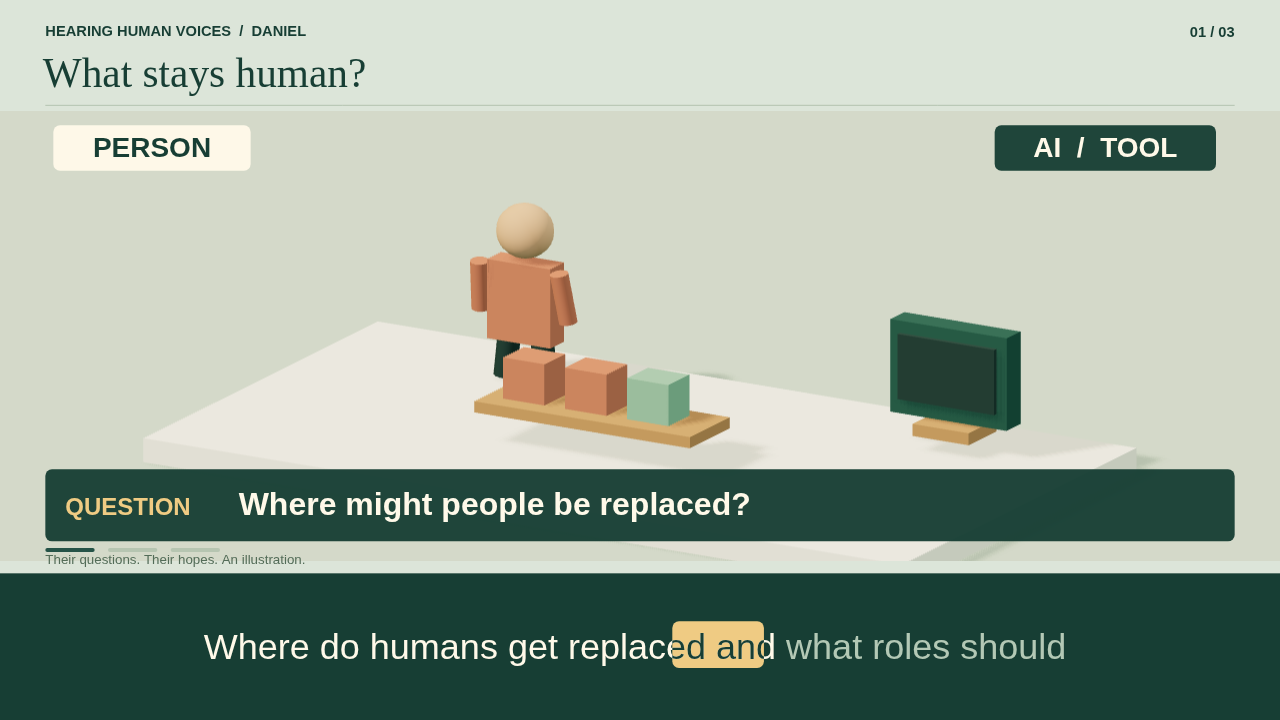 HEARING HUMAN VOICES / DANIEL
01 / 03
What stays human?
PERSON
AI / TOOL
QUESTION
Where might people be replaced?
Their questions. Their hopes. An illustration.
Where do humans get replaced and what roles should